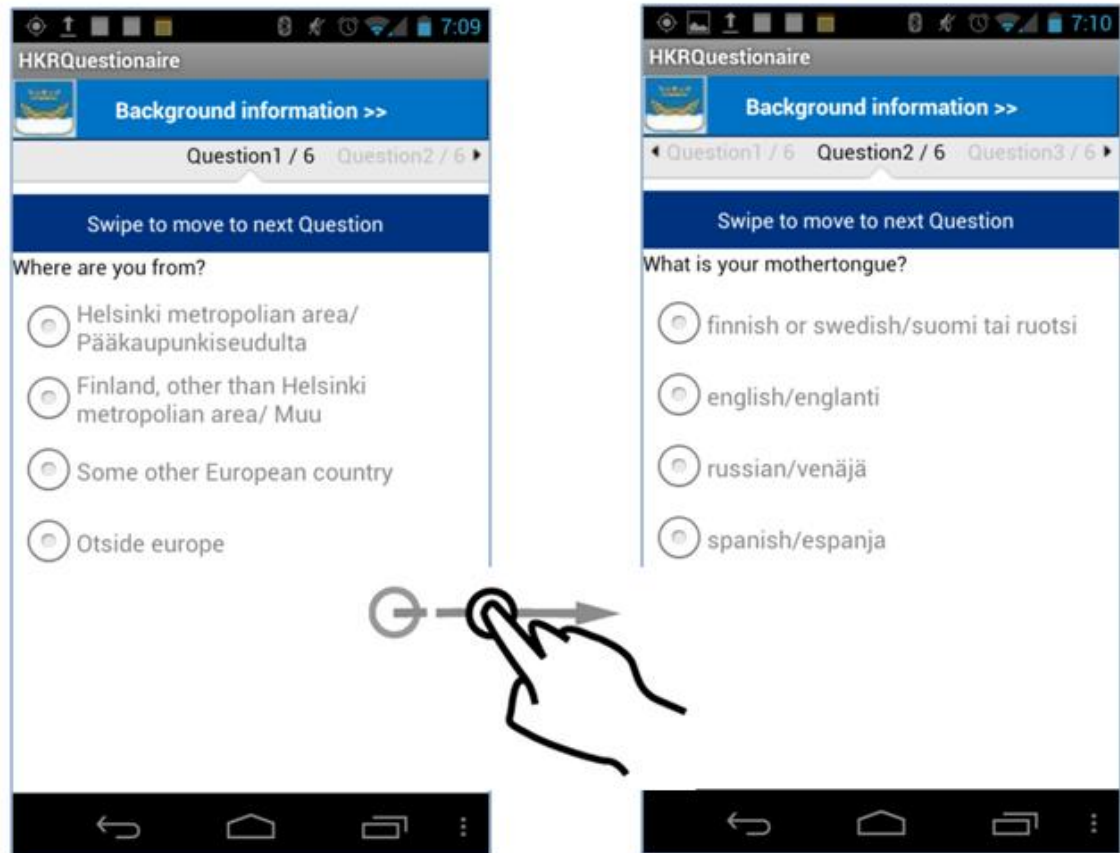 7:09
HKRQuestionaire
Background information >>
Question1 / 6 Question2 / 6
Swipe to move to next Question
Where are you from?
Helsinki metropolian area/
Pääkaupunkiseudulta
Finland, other than Helsinki
metropolian area/ Muu
Some other European country
Otside europe
7:10
HKRQuestionaire
Background information >>
Question1 / 6 Question2 / 6 Question3 / 6
Swipe to move to next Question
What is your mothertongue?
finnish or swedish/suomi tai ruotsi
english/englanti
russian/venäjä
spanish/espanja